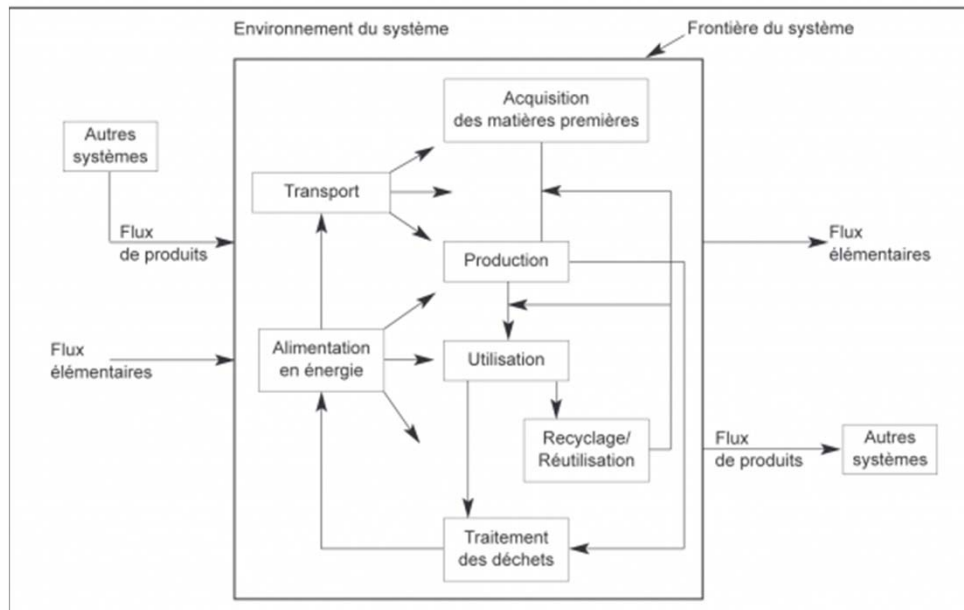 Environnement du système
Frontière du système
Acquisition
des matières premières
Autres
systèmes
Transport
Flux
de produits
Production
Flux
élémentaires
Flux
élémentaires
Alimentation
en énergie
Utilisation
Recyclage/
Réutilisation
Flux
de produits
Autres
systèmes
Traitement
des déchets